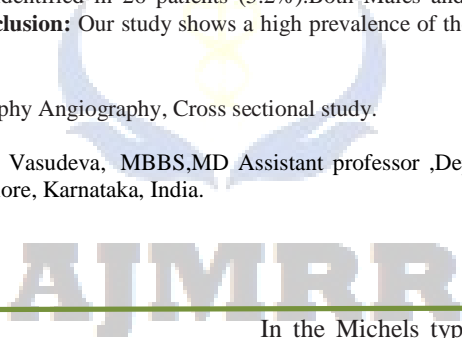 identified in 26 patients (5.2%).Both Males and
clusion: Our study shows a high prevalence of th
phy Angiography, Cross sectional study.
Vasudeva, MBBS,MD Assistant professor ,De
ore, Karnataka, India.
AJMRR
In the Michels typ